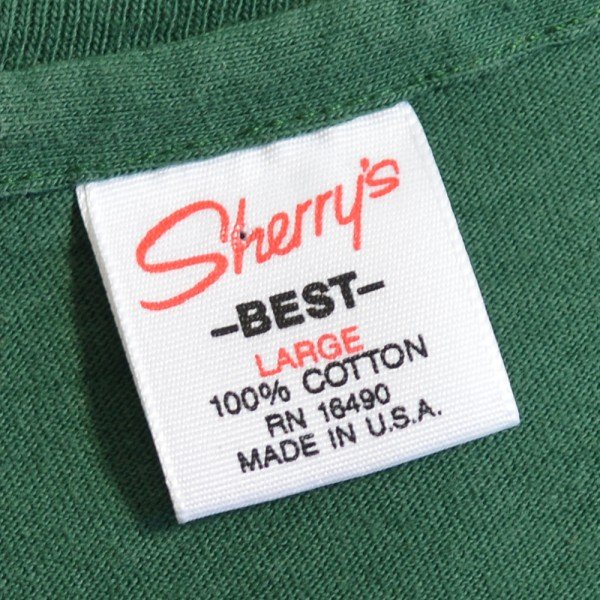 Sherry's
-BEST-
LARGE
100% COTTON
RN 16490
MADE IN U.S.A.